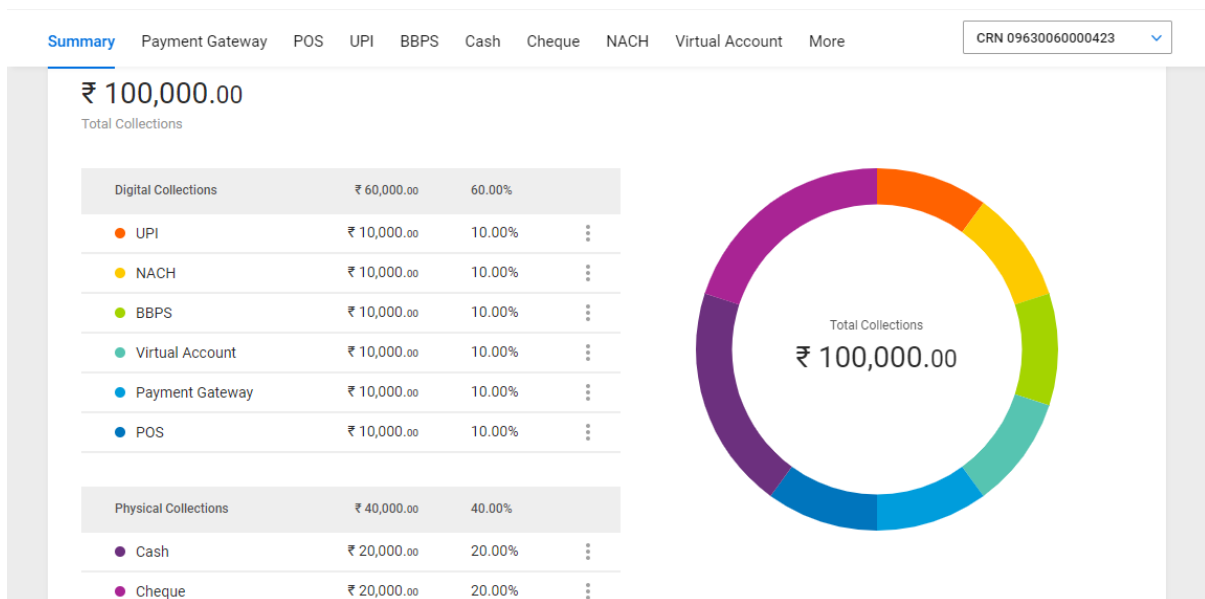 Summary Payment Gateway POS UPI BBPS Cash Cheque NACH Virtual Account More CRN 09630060000423
₹ 100,000.00
Total Collections
Digital Collections ₹ 60,000.00 60.00%
UPI ₹ 10,000.00 10.00%
NACH ₹ 10,000.00 10.00%
BBPS ₹ 10,000.00 10.00%
Virtual Account ₹ 10,000.00 10.00%
Payment Gateway ₹ 10,000.00 10.00%
POS ₹ 10,000.00 10.00%
Physical Collections ₹ 40,000.00 40.00%
Cash ₹ 20,000.00 20.00%
Cheque ₹ 20,000.00 20.00%
Total Collections
₹ 100,000.00